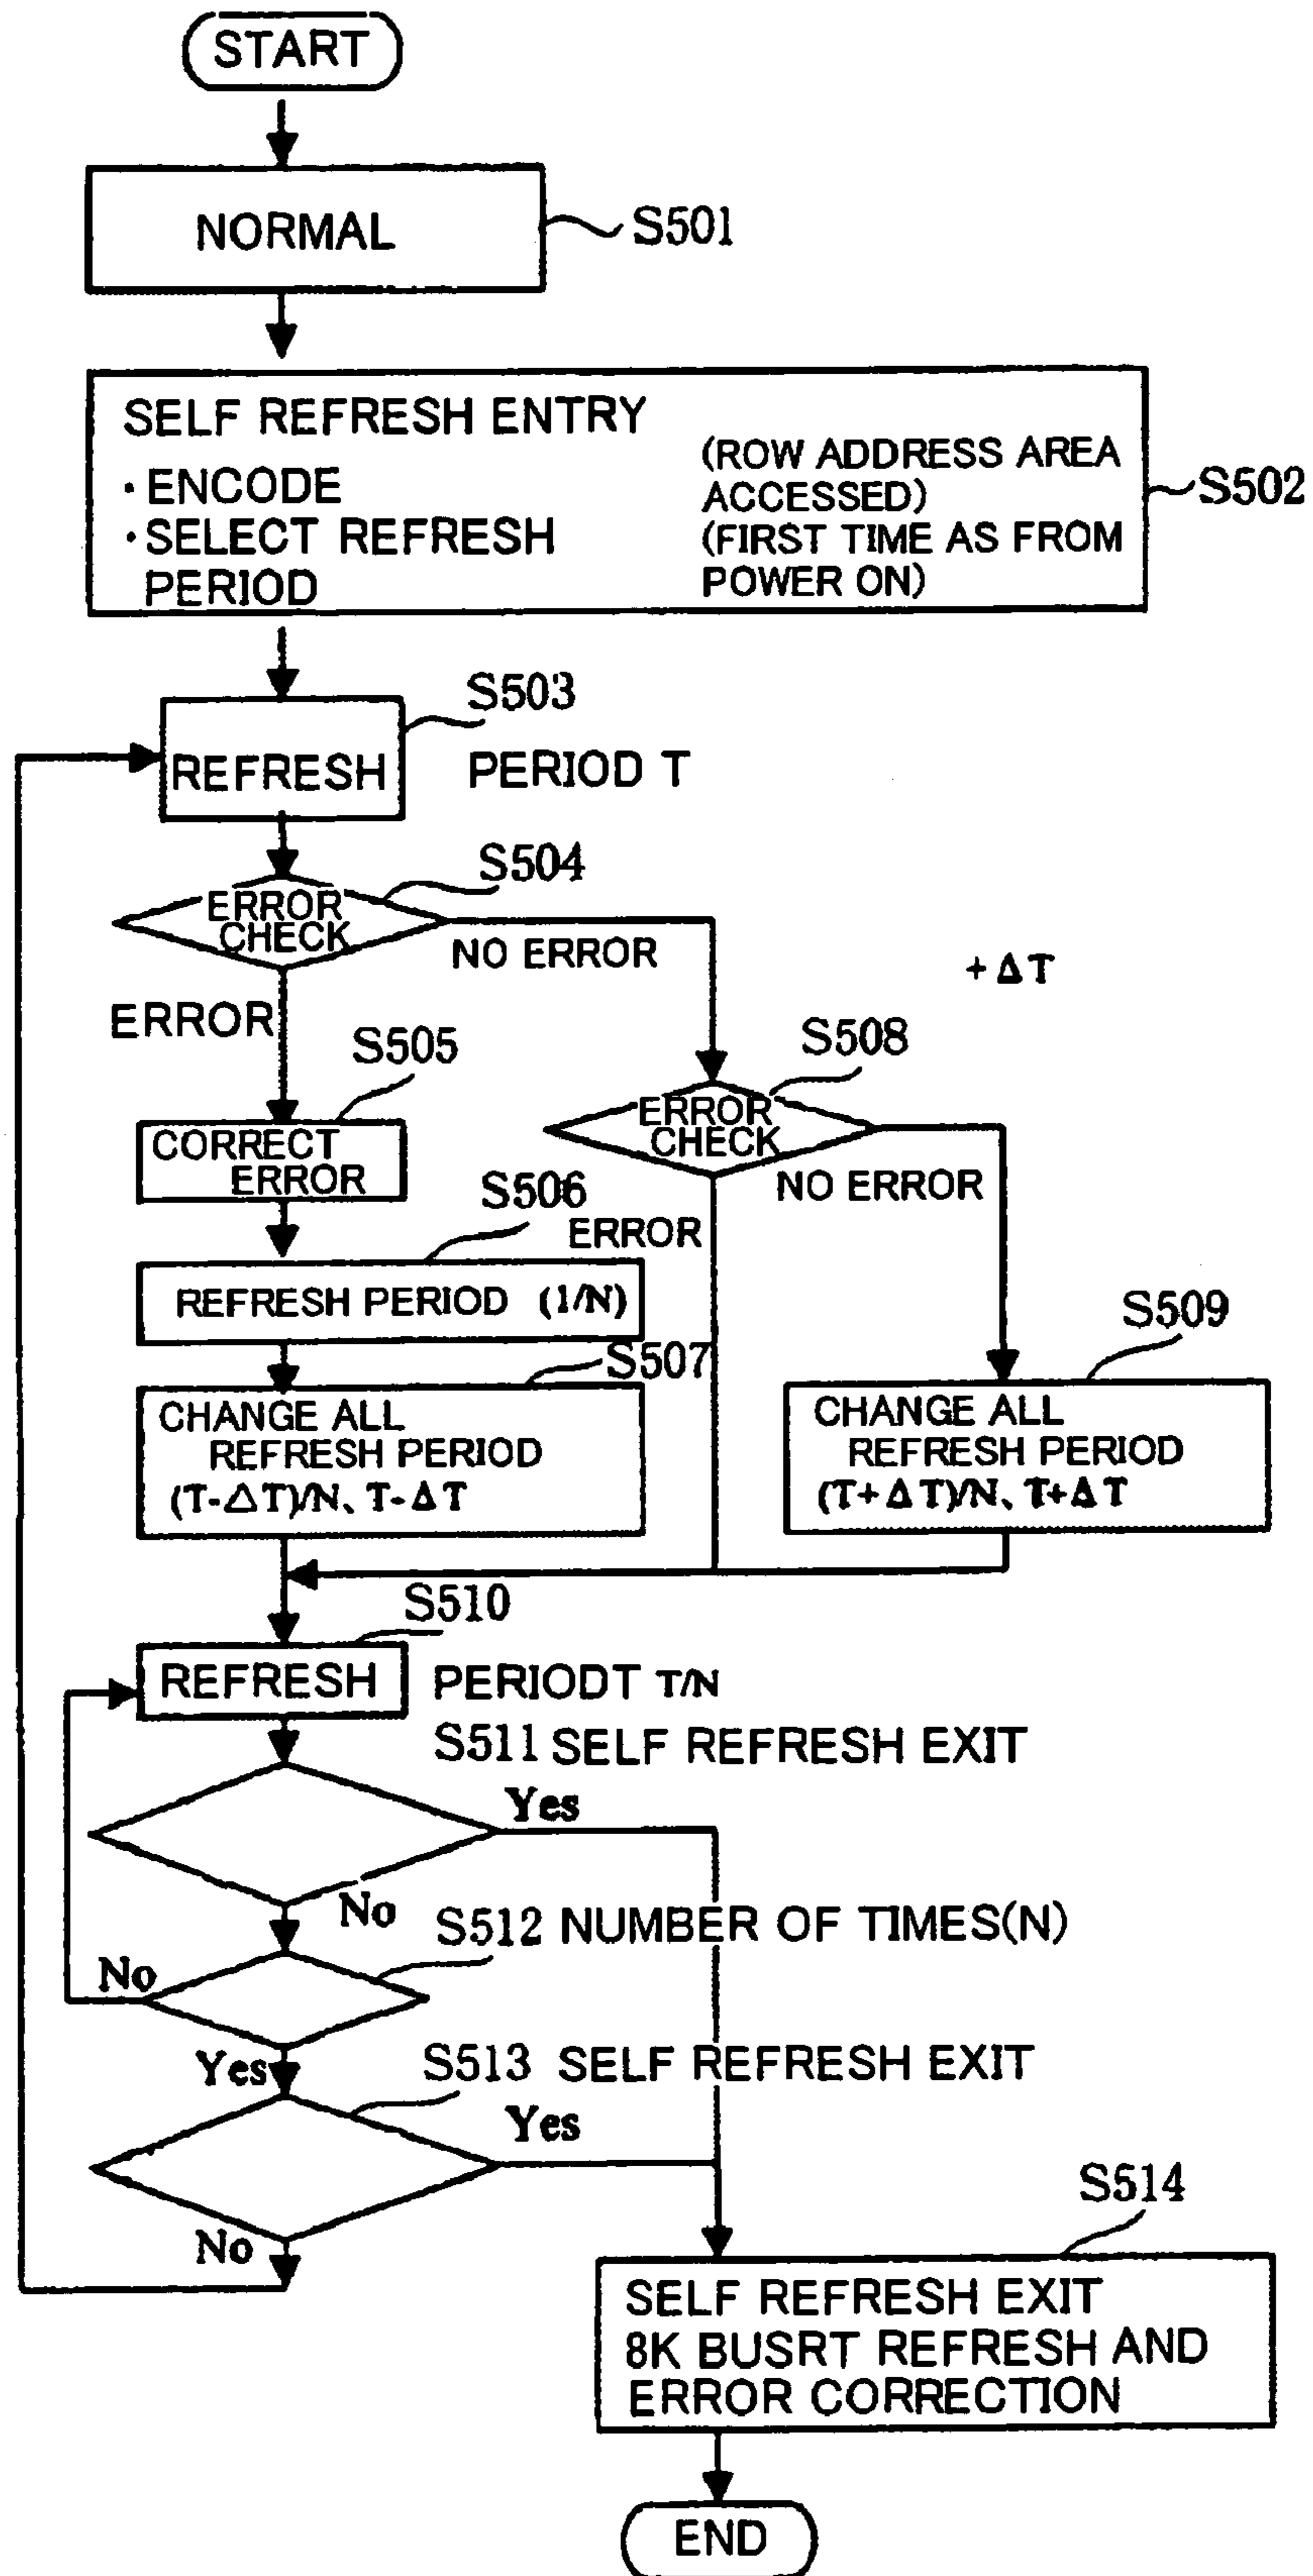 START
NORMAL
S501
SELF REFRESH ENTRY
・ENCODE
・SELECT REFRESH
PERIOD
(ROW ADDRESS AREA
ACCESSED)
(FIRST TIME AS FROM
POWER ON)
S502
S503
REFRESH
PERIOD T
S504
ERROR
CHECK
NO ERROR
+ΔT
ERROR
S505
S508
CORRECT
ERROR
ERROR
CHECK
NO ERROR
S506
ERROR
REFRESH PERIOD (1/N)
S507
S509
CHANGE ALL
REFRESH PERIOD
(T-ΔT)/N、T-ΔT
CHANGE ALL
REFRESH PERIOD
(T+ΔT)/N、T+ΔT
S510
REFRESH
PERIODT T/N
S511 SELF REFRESH EXIT
Yes
No
S512 NUMBER OF TIMES(N)
No
Yes
S513 SELF REFRESH EXIT
Yes
No
S514
SELF REFRESH EXIT
8K BUSRT REFRESH AND
ERROR CORRECTION
END